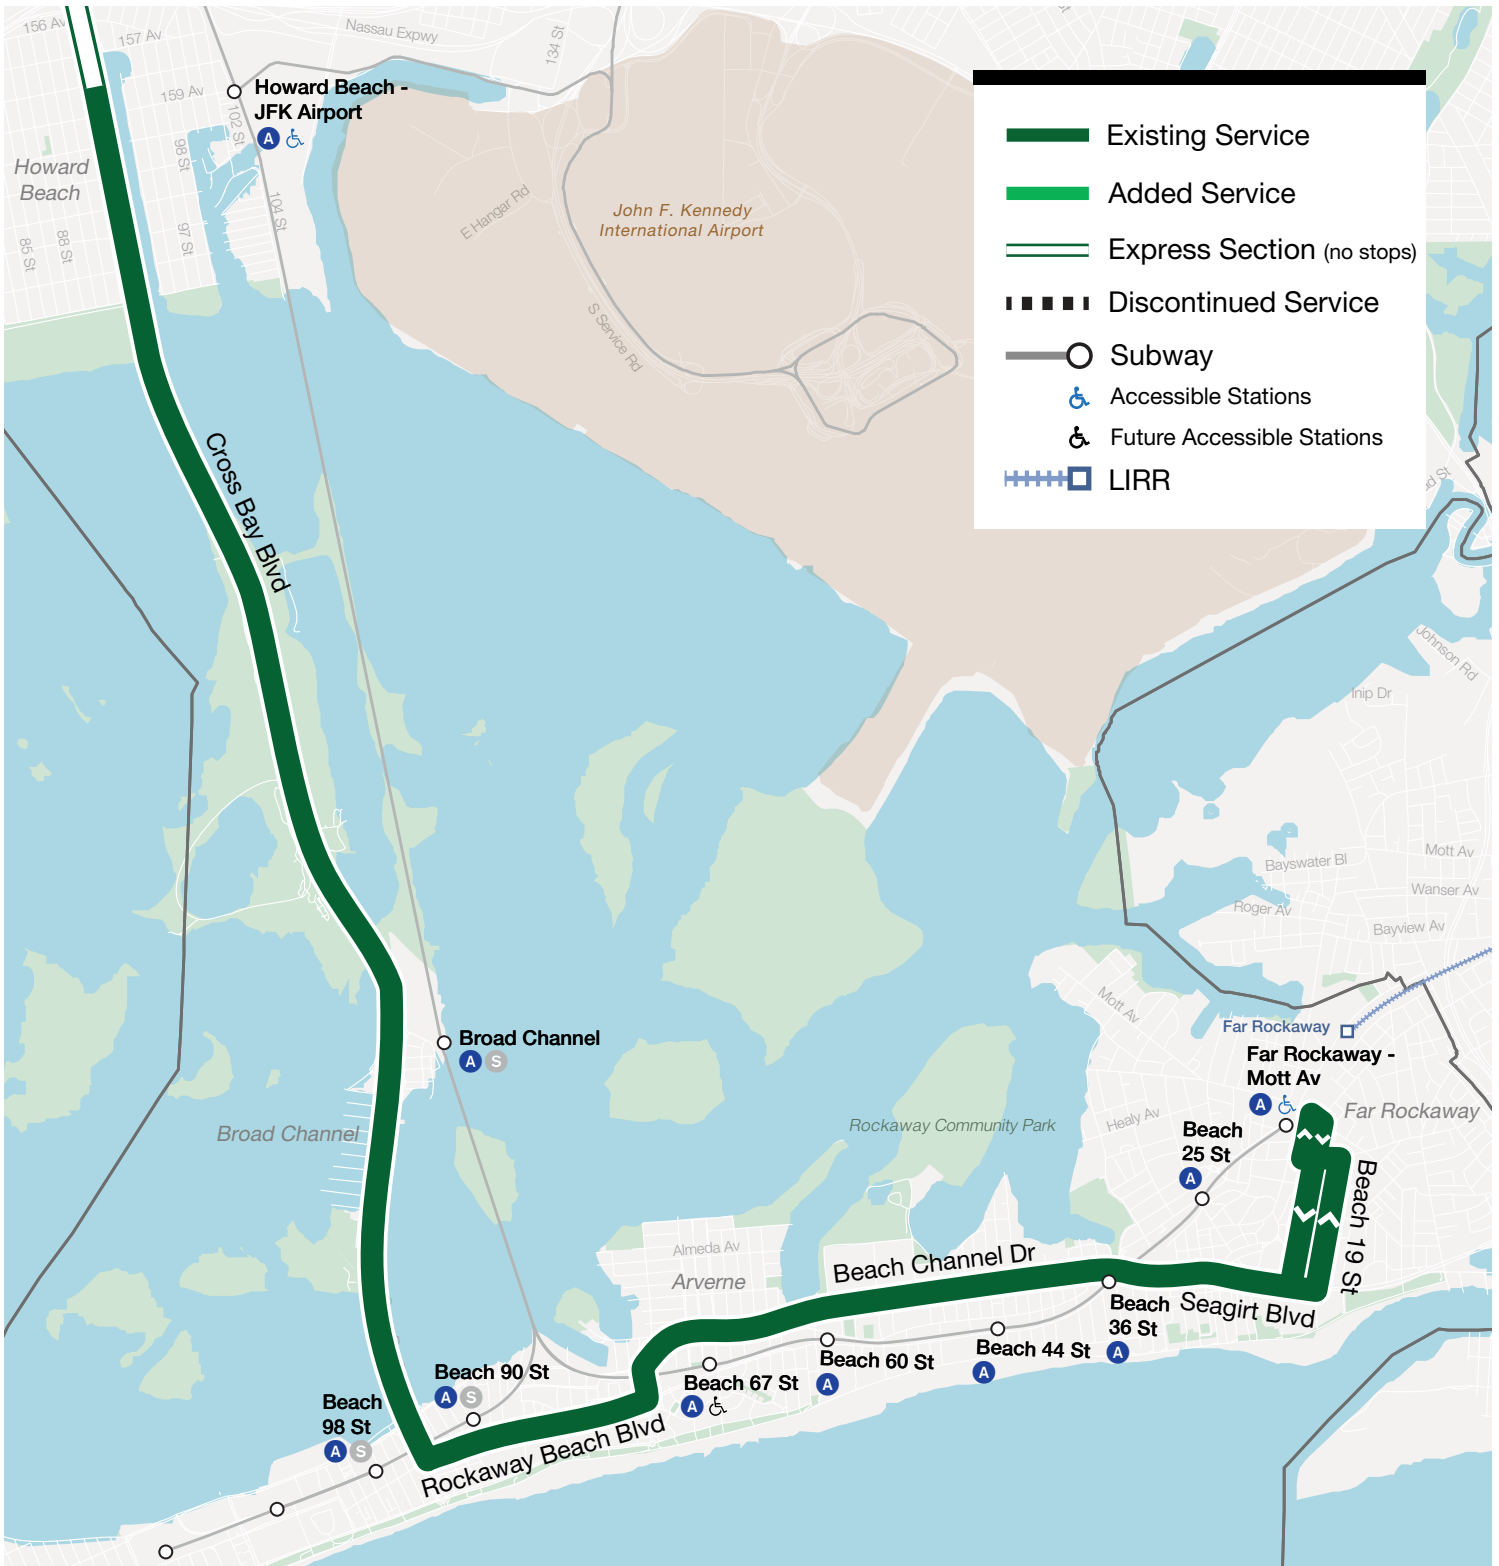 156 Av
157 Av
Nassau Expwy
134 St
159 Av
102 St
Howard Beach -
JFK Airport
A
98 St
Howard
Beach
104 St
97 St
88 St
85 St
E Hangar Rd
John F. Kennedy
International Airport
S Service Rd
Existing Service
Added Service
Express Section (no stops)
Discontinued Service
Subway
Accessible Stations
Future Accessible Stations
LIRR
Cross Bay Blvd
Johnson Rd
Inip Dr
Mott Av
Bayswater Bl
Wanser Av
Roger Av
Bayview Av
Mott Av
Far Rockaway
Far Rockaway -
Mott Av
A
Far Rockaway
Broad Channel
A S
Broad Channel
Rockaway Community Park
Healy Av
Beach
25 St
A
Beach 19 St
Almeda Av
Arverne
Beach Channel Dr
Seagirt Blvd
Beach
36 St
A
Beach 44 St
A
Beach 60 St
A
Beach 67 St
A
Beach 90 St
A S
Beach
98 St
A S
Rockaway Beach Blvd